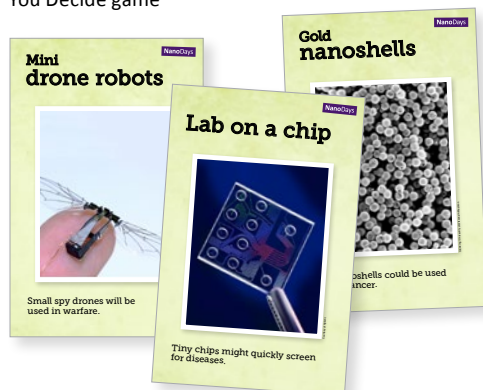 You Decide game
NanoDays
Mini
drone robots
Small spy drones will be
used in warfare.
NanoDays
Lab on a chip
Tiny chips might quickly screen
for diseases.
NanoDays
Gold
nanoshells
shells could be used
ancer.